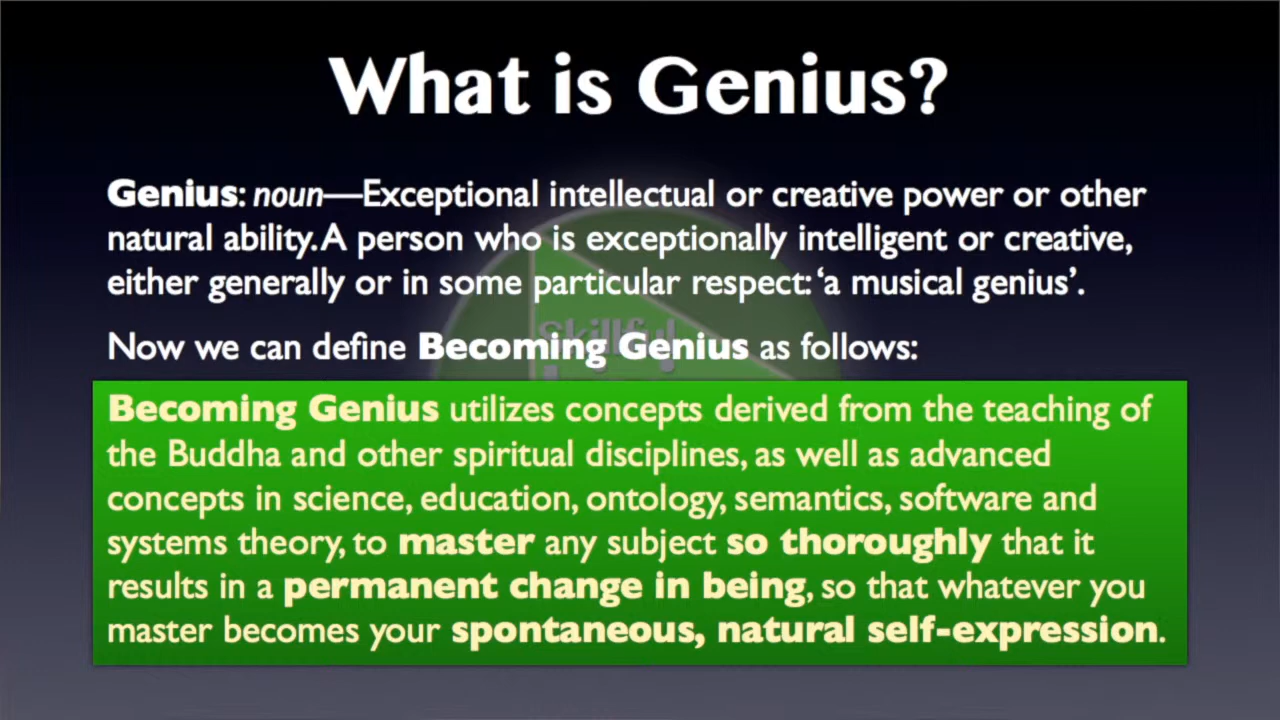 What is Genius?
Genius: noun—Exceptional intellectual or creative power or other
natural ability. A person who is exceptionally intelligent or creative,
either generally or in some particular respect: ‘a musical genius’.
Skillful
Now we can define Becoming Genius as follows:
Becoming Genius utilizes concepts derived from the teaching of
the Buddha and other spiritual disciplines, as well as advanced
concepts in science, education, ontology, semantics, software and
systems theory, to master any subject so thoroughly that it
results in a permanent change in being, so that whatever you
master becomes your spontaneous, natural self-expression.